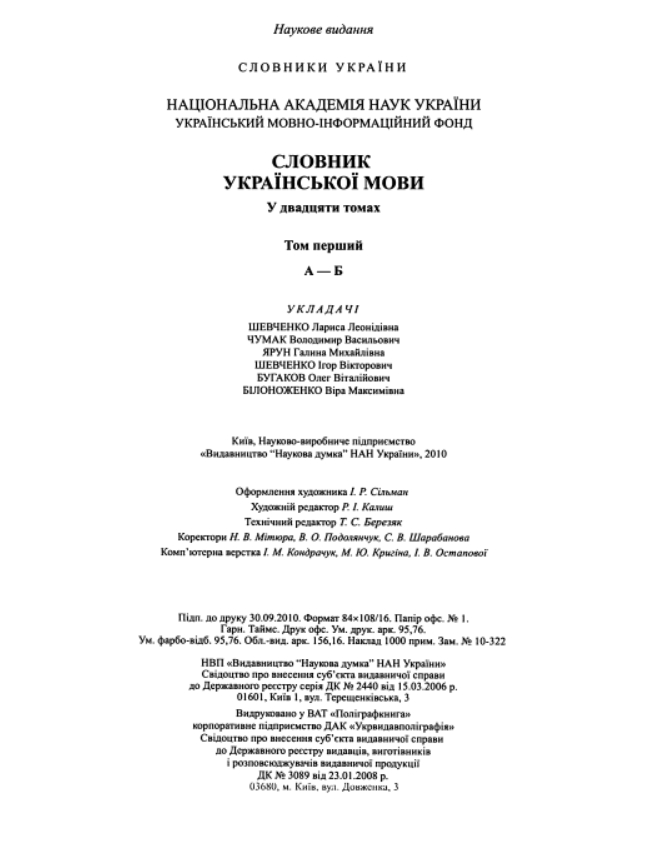 Наукове видання
СЛОВНИКИ УКРАЇНИ
НАЦІОНАЛЬНА АКАДЕМІЯ НАУК УКРАЇНИ
УКРАЇНСЬКИЙ МОВНО-ІНФОРМАЦІЙНИЙ ФОНД
СЛОВНИК
УКРАЇНСЬКОЇ МОВИ
У двадцяти томах
Том перший
А — Б
УКЛАДАЧІ
ШЕВЧЕНКО Лариса Леонідівна
ЧУМАК Володимир Васильович
ЯРУН Галина Михайлівна
ШЕВЧЕНКО Ігор Вікторович
БУГАКОВ Олег Віталійович
БІЛОНОЖЕНКО Віра Максимівна
Київ, Науково-виробниче підприємство
«Видавництво “Наукова думка” НАН України», 2010
Оформлення художника І. Р. Сільман
Художній редактор Р. І. Калиш
Технічний редактор Т. С. Березяк
Коректори Н. В. Мітюра, В. О. Подолянчук, С. В. Шарабанова
Комп’ютерна верстка І. М. Кондрачук, М. Ю. Кригіна, І. В. Остапової
Підп. до друку 30.09.2010. Формат 84×108/16. Папір офс. № 1.
Гарн. Таймс. Друк офс. Ум. друк. арк. 95,76.
Ум. фарбо-відб. 95,76. Обл.-вид. арк. 156,16. Наклад 1000 прим. Зам. № 10-322
НВП «Видавництво “Наукова думка” НАН України»
Свідоцтво про внесення суб’єкта видавничої справи
до Державного реєстру серія ДК № 2440 від 15.03.2006 р.
01601, Київ 1, вул. Терещенківська, 3
Видруковано у ВАТ «Поліграфкнига»
корпоративне підприємство ДАК «Укрвидавполіграфія»
Свідоцтво про внесення суб’єкта видавничої справи
до Державного реєстру видавців, виготівників
і розповсюджувачів видавничої продукції
ДК № 3089 від 23.01.2008 р.
03680, м. Київ, вул. Довженка, 3